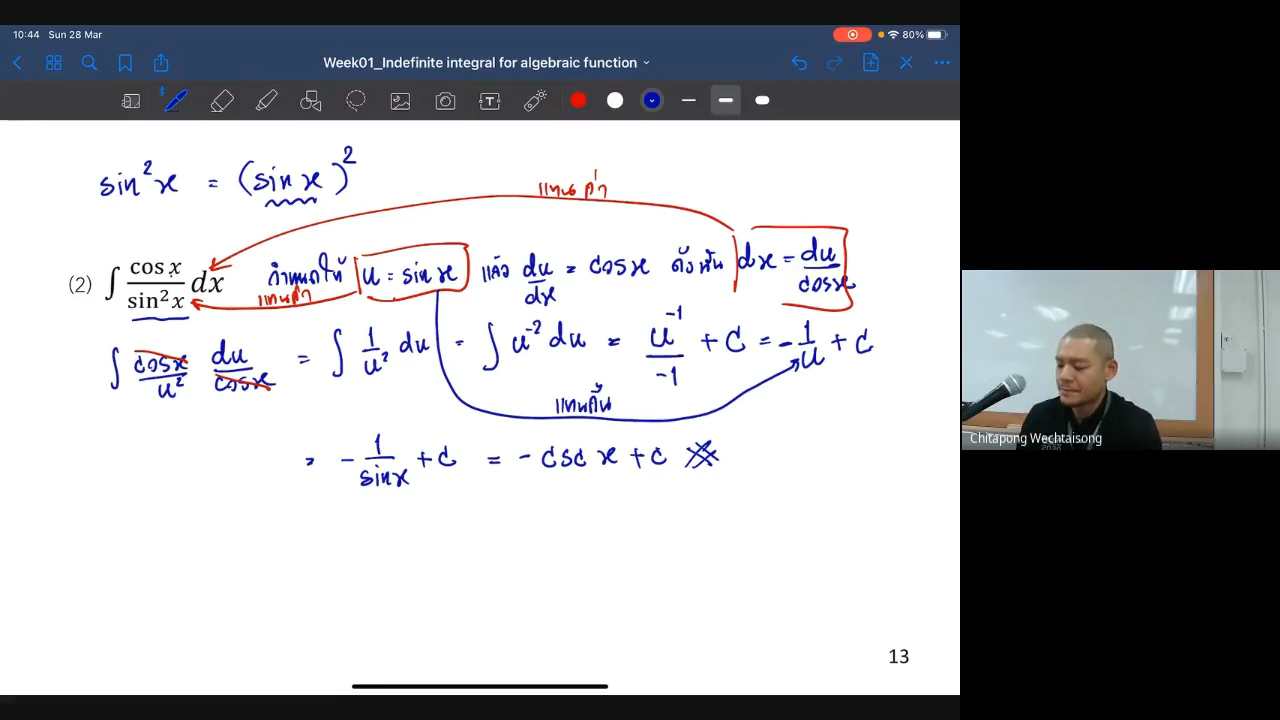 10:44 Sun 28 Mar 80%
Week01_Indefinite integral for algebraic function
sin²x = (sin x)²
แทนค่า
(2) ∫ cos x / sin²x dx กำหนดให้ u = sin x แล้ว du/dx = cos x ดังนั้น dx = du/cos x
แทนค่า
∫ cos x / u² du / cos x = ∫ 1/u² du = ∫ u⁻² du = u⁻¹/-1 + C = - 1/u + C
แทนคืน
= - 1/sin x + C = - csc x + C
Chitapong Wechtaisong
13